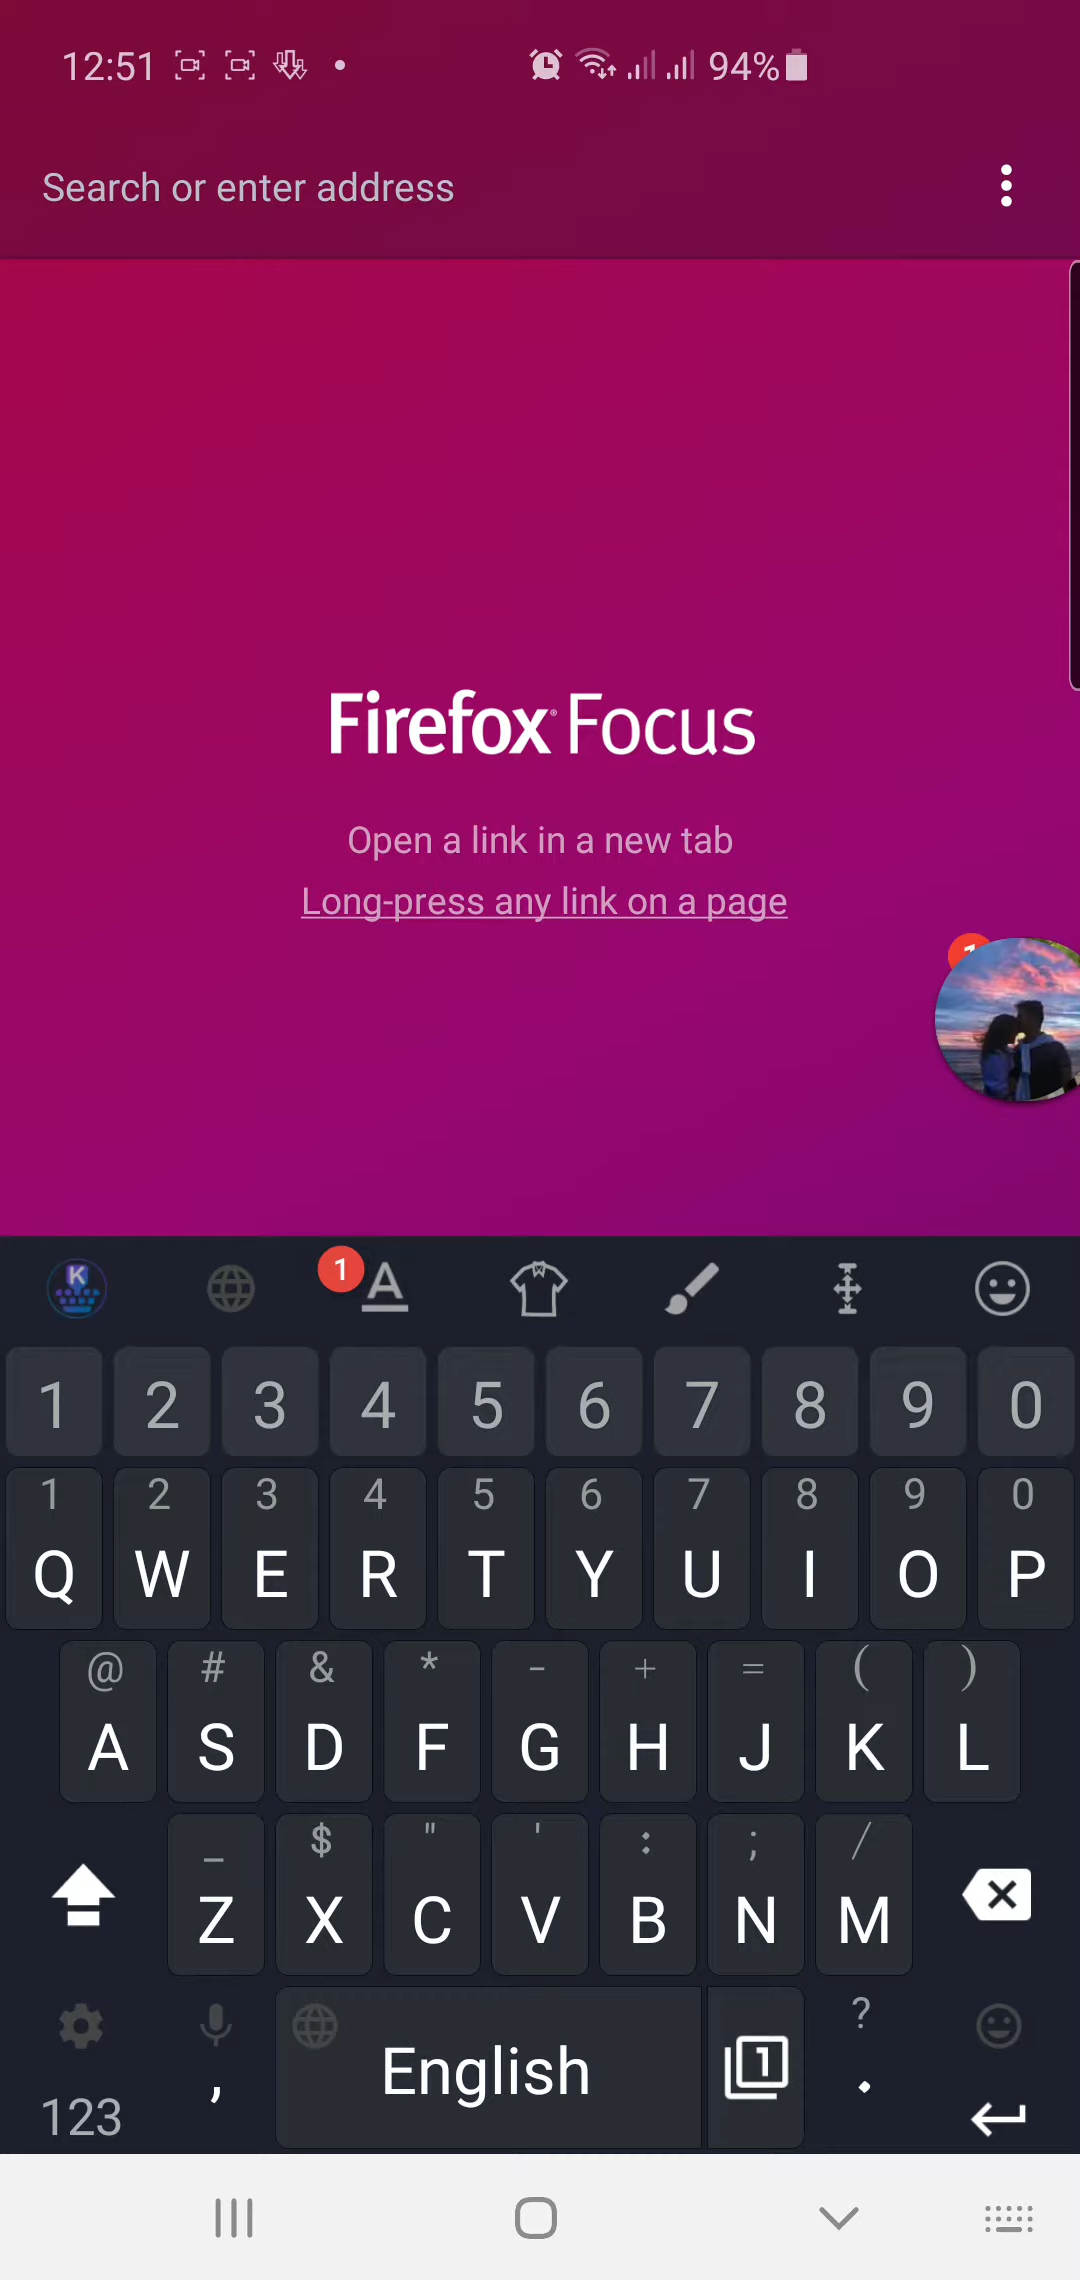 12:51
94%
Search or enter address
Firefox Focus
Open a link in a new tab
Long-press any link on a page
K
1 A
1 2 3 4 5 6 7 8 9 0
1 2 3 4 5 6 7 8 9 0
Q W E R T Y U I O P
@ # & * - + = ( )
A S D F G H J K L
_ $ " ' : ; /
Z X C V B N M
?
, English 1 .
123